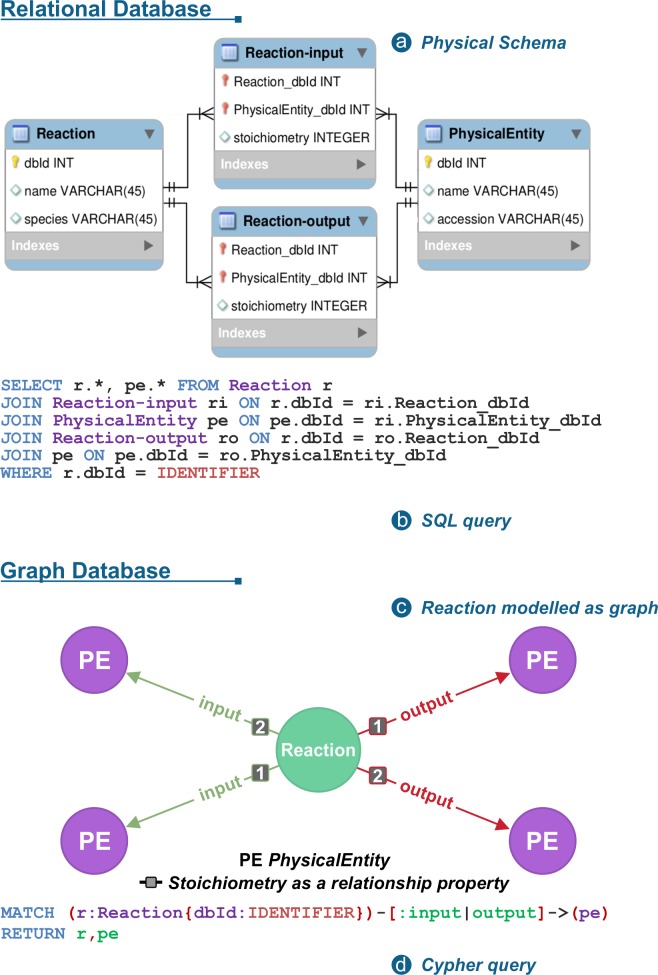 Relational Database
a Physical Schema
Reaction-input
Reaction_dbId INT
PhysicalEntity_dbId INT
stoichiometry INTEGER
Indexes
Reaction
dbId INT
name VARCHAR(45)
species VARCHAR(45)
Indexes
PhysicalEntity
dbId INT
name VARCHAR(45)
accession VARCHAR(45)
Indexes
Reaction-output
Reaction_dbId INT
PhysicalEntity_dbId INT
stoichiometry INTEGER
Indexes
SELECT r.*, pe.* FROM Reaction r
JOIN Reaction-input ri ON r.dbId = ri.Reaction_dbId
JOIN PhysicalEntity pe ON pe.dbId = ri.PhysicalEntity_dbId
JOIN Reaction-output ro ON r.dbId = ro.Reaction_dbId
JOIN pe ON pe.dbId = ro.PhysicalEntity_dbId
WHERE r.dbId = IDENTIFIER
b SQL query
Graph Database
c Reaction modelled as graph
PE
PE
input
2
1
output
Reaction
input
1
2
output
PE
PE
PE PhysicalEntity
Stoichiometry as a relationship property
MATCH (r:Reaction{dbId:IDENTIFIER})-[:input|output]->(pe)
RETURN r,pe
d Cypher query